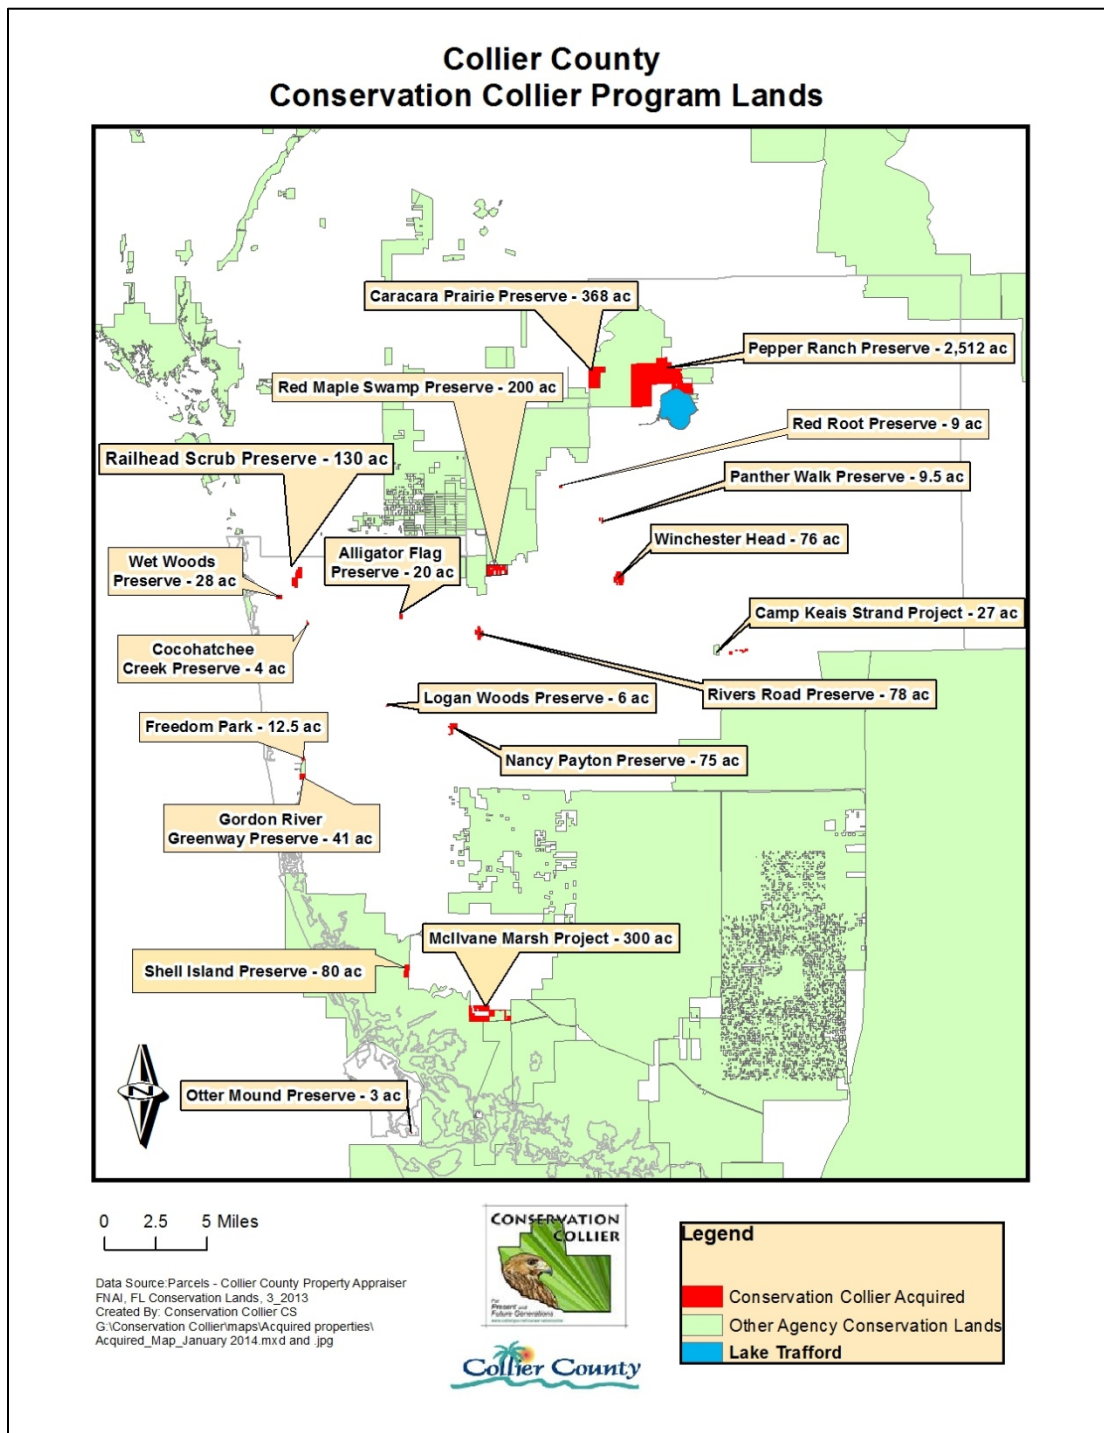 Collier County
Conservation Collier Program Lands
Caracara Prairie Preserve - 368 ac
Pepper Ranch Preserve - 2,512 ac
Red Maple Swamp Preserve - 200 ac
Red Root Preserve - 9 ac
Railhead Scrub Preserve - 130 ac
Panther Walk Preserve - 9.5 ac
Winchester Head - 76 ac
Alligator Flag
Preserve - 20 ac
Wet Woods
Preserve - 28 ac
Camp Keais Strand Project - 27 ac
Cocohatchee
Creek Preserve - 4 ac
Rivers Road Preserve - 78 ac
Logan Woods Preserve - 6 ac
Freedom Park - 12.5 ac
Nancy Payton Preserve - 75 ac
Gordon River
Greenway Preserve - 41 ac
McIlvane Marsh Project - 300 ac
Shell Island Preserve - 80 ac
N
Otter Mound Preserve - 3 ac
0 2.5 5 Miles
Data Source:Parcels - Collier County Property Appraiser
FNAI, FL Conservation Lands, 3_2013
Created By: Conservation Collier CS
G:\Conservation Collier\maps\Acquired properties\
Acquired_Map_January 2014.mxd and .jpg
CONSERVATION
COLLIER
For
Present and
Future Generations
Collier County
Legend
Conservation Collier Acquired
Other Agency Conservation Lands
Lake Trafford